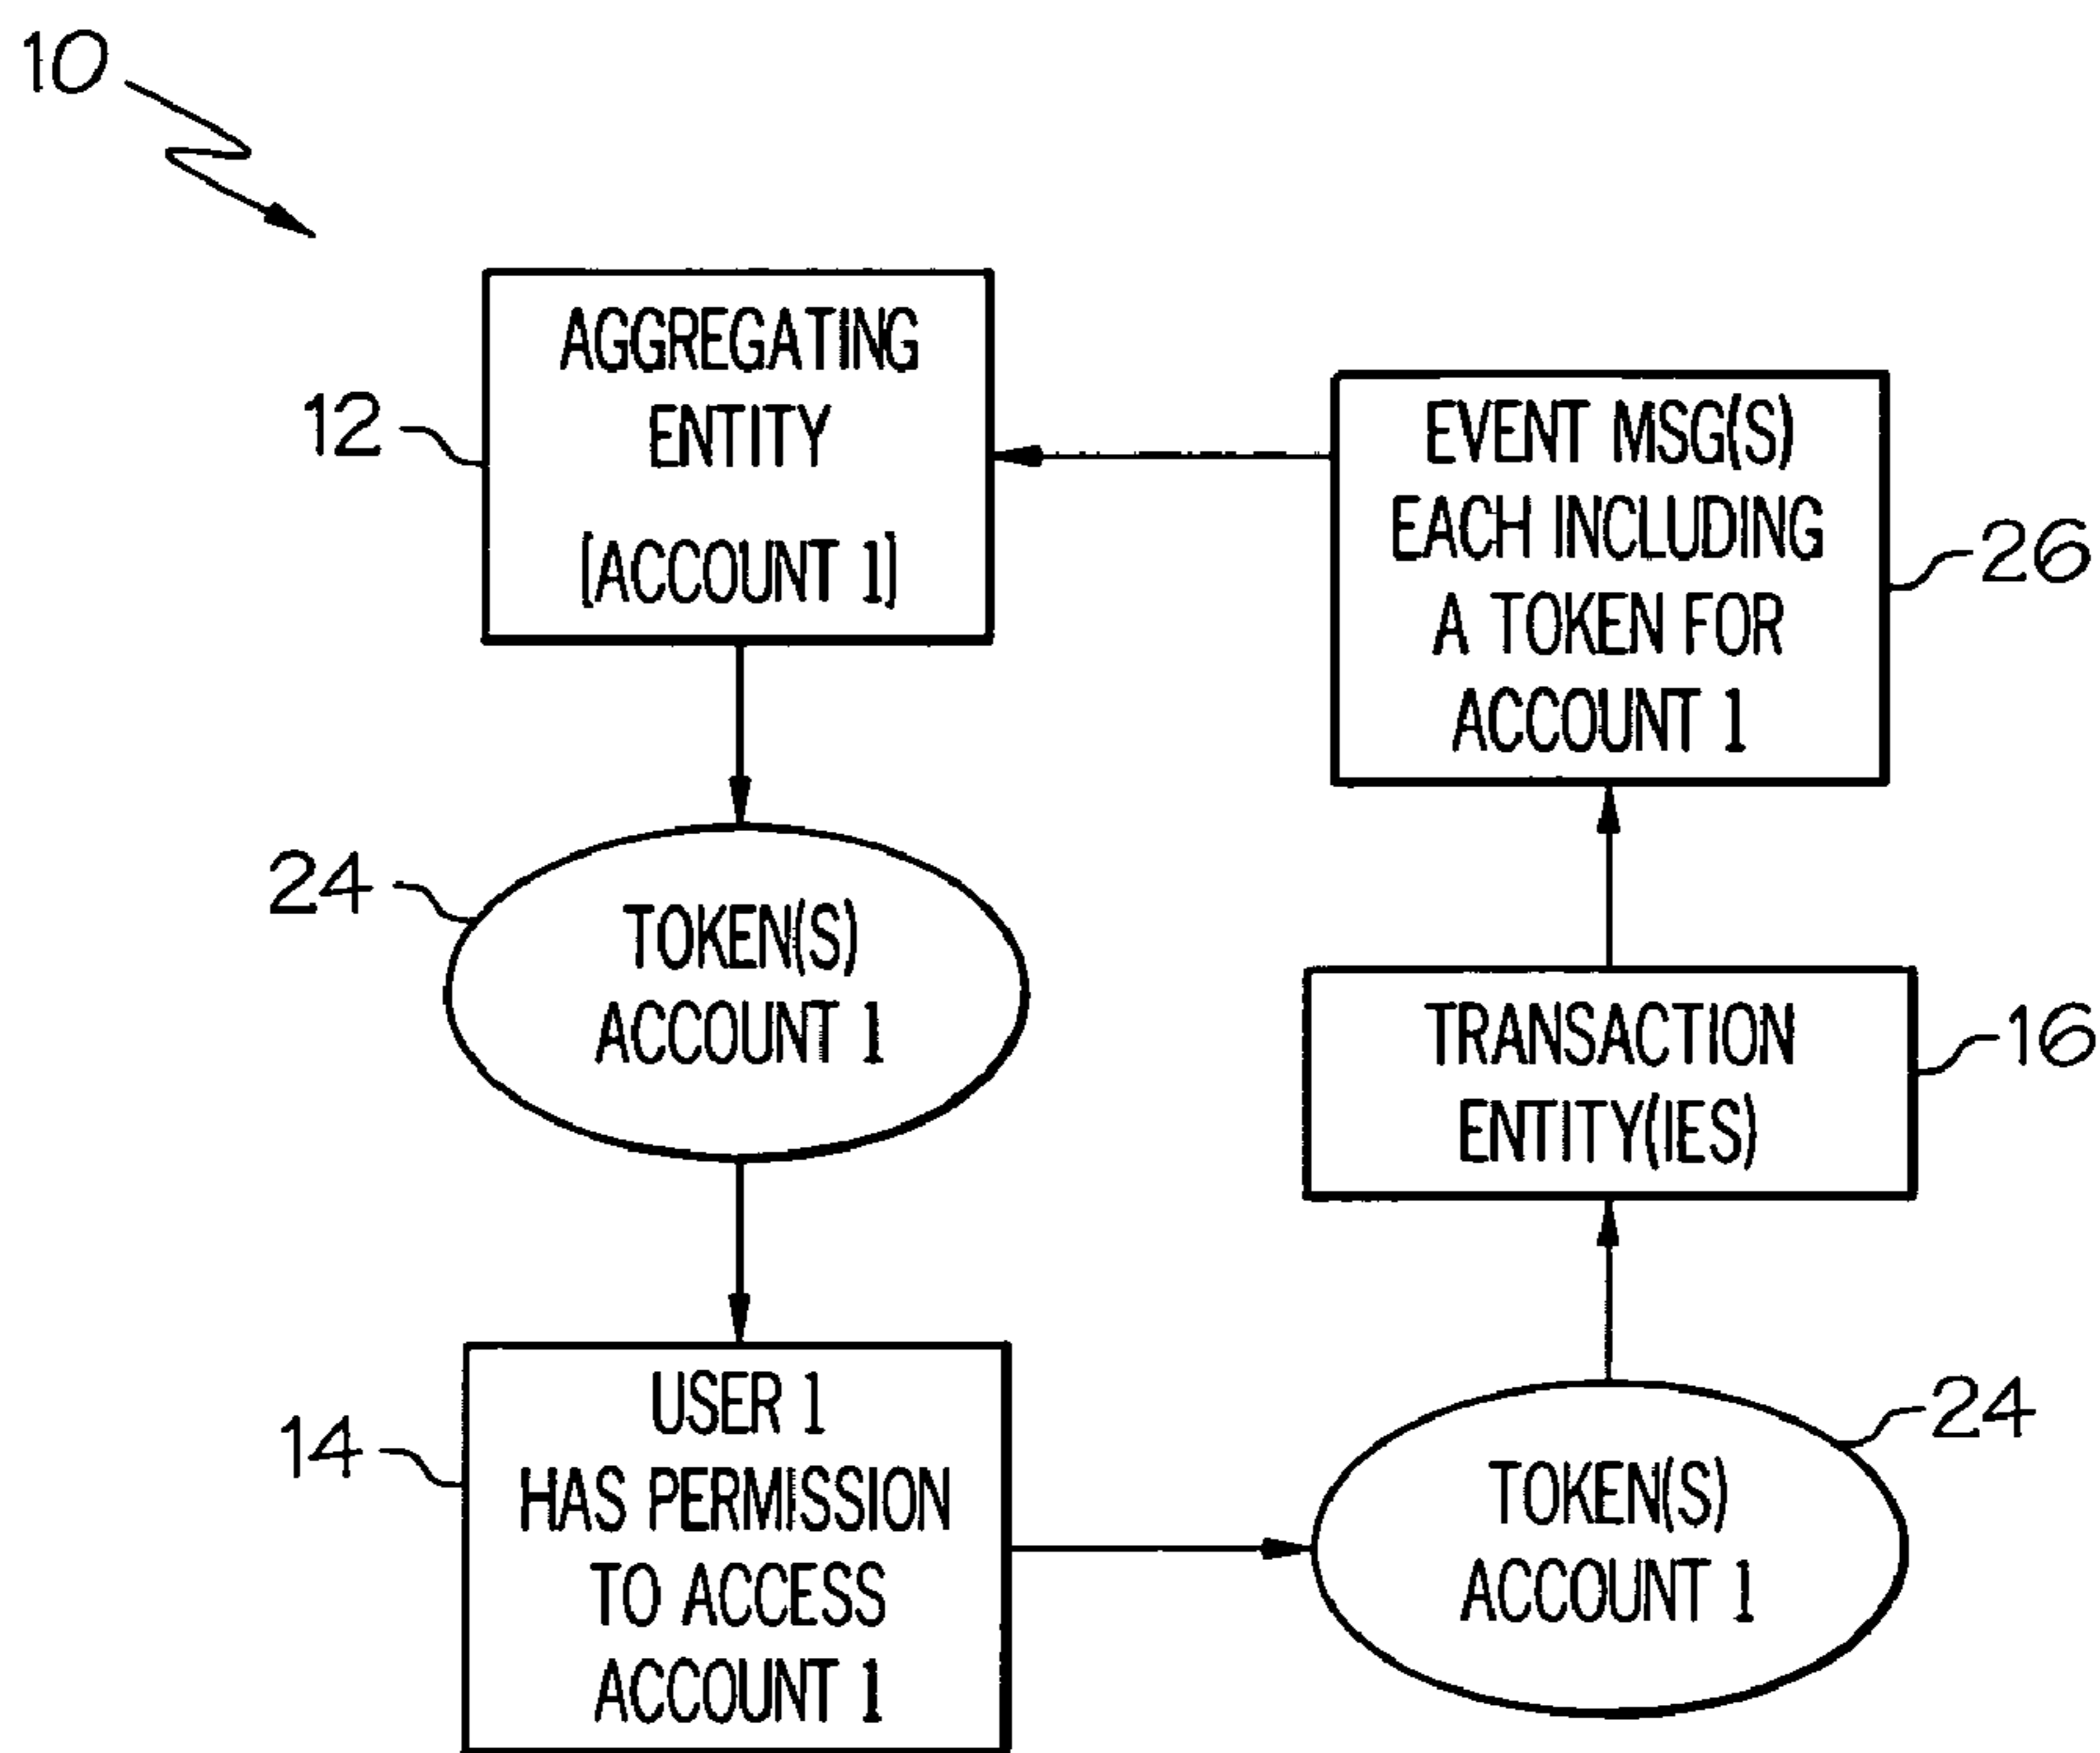 10
12
AGGREGATING
ENTITY
[ACCOUNT 1]
EVENT MSG(S)
EACH INCLUDING
A TOKEN FOR
ACCOUNT 1
26
24
TOKEN(S)
ACCOUNT 1
TRANSACTION
ENTITY(IES)
16
14
USER 1
HAS PERMISSION
TO ACCESS
ACCOUNT 1
TOKEN(S)
ACCOUNT 1
24